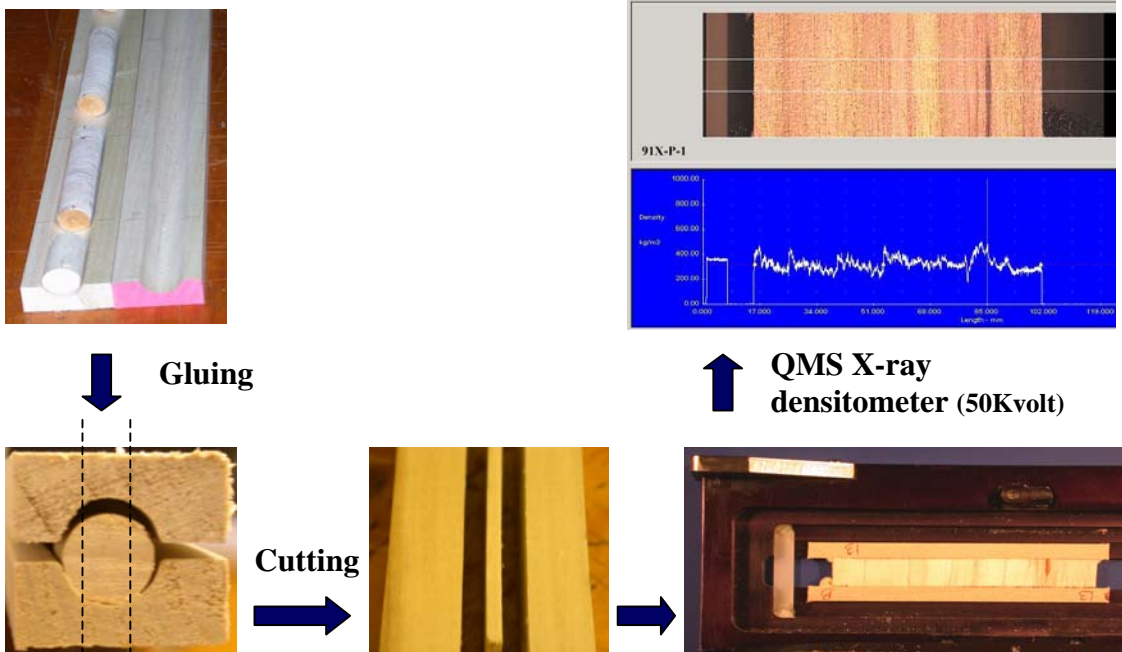 91X-P-1
1000.00
800.00
Density
600.00
kg/m3
400.00
200.00
0.00
0.000 17.000 34.000 51.000 68.000 85.000 102.000 119.000
Length - mm
Gluing
QMS X-ray
densitometer (50Kvolt)
Cutting
13